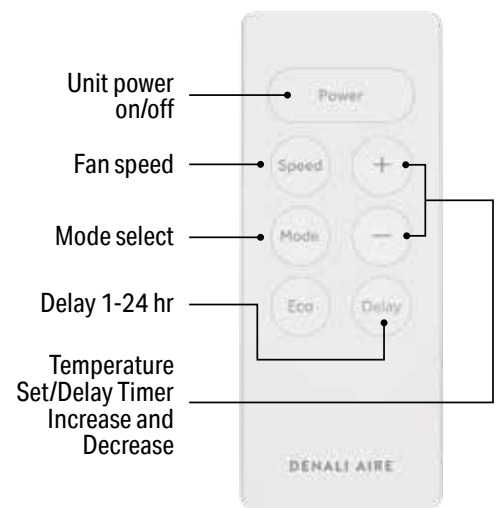 Unit power
on/off
Power
Fan speed
Speed
+
Mode select
Mode
−
Delay 1-24 hr
Eco
Delay
Temperature
Set/Delay Timer
Increase and
Decrease
DENALI AIRE